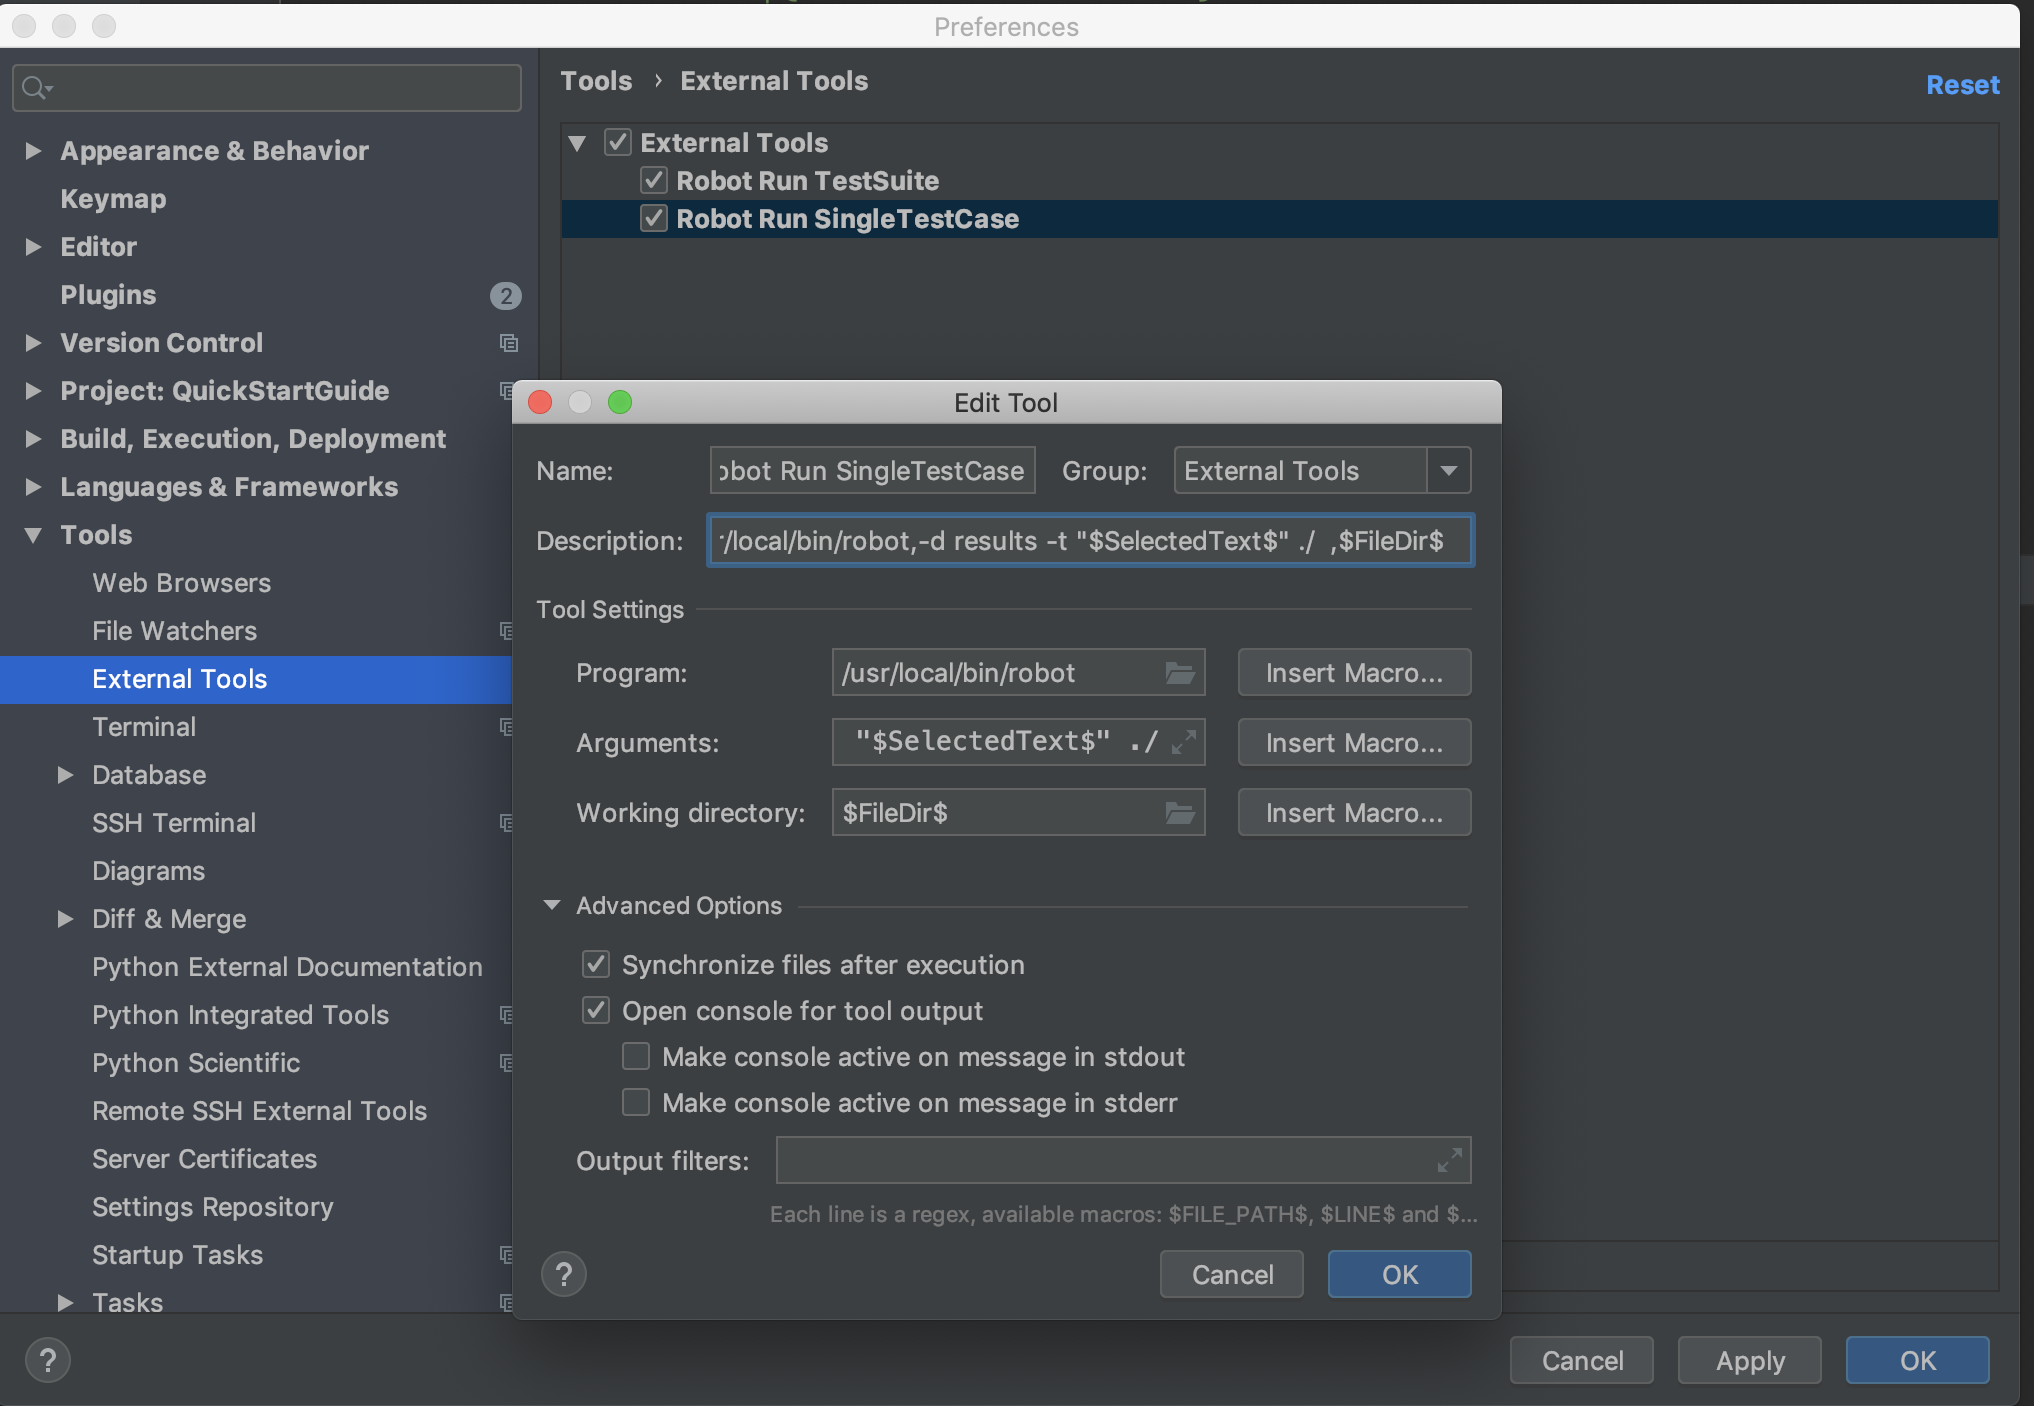 Preferences
Tools › External Tools
Reset
Appearance & Behavior
Keymap
Editor
Plugins
2
Version Control
Project: QuickStartGuide
Build, Execution, Deployment
Languages & Frameworks
Tools
Web Browsers
File Watchers
External Tools
Terminal
Database
SSH Terminal
Diagrams
Diff & Merge
Python External Documentation
Python Integrated Tools
Python Scientific
Remote SSH External Tools
Server Certificates
Settings Repository
Startup Tasks
Tasks
External Tools
Robot Run TestSuite
Robot Run SingleTestCase
Edit Tool
Name: obot Run SingleTestCase Group: External Tools
Description: r/local/bin/robot,-d results -t "$SelectedText$" ./ ,$FileDir$
Tool Settings
Program: /usr/local/bin/robot Insert Macro...
Arguments: "$SelectedText$" ./ Insert Macro...
Working directory: $FileDir$ Insert Macro...
Advanced Options
Synchronize files after execution
Open console for tool output
Make console active on message in stdout
Make console active on message in stderr
Output filters:
Each line is a regex, available macros: $FILE_PATH$, $LINE$ and $...
? Cancel OK
? Cancel Apply OK